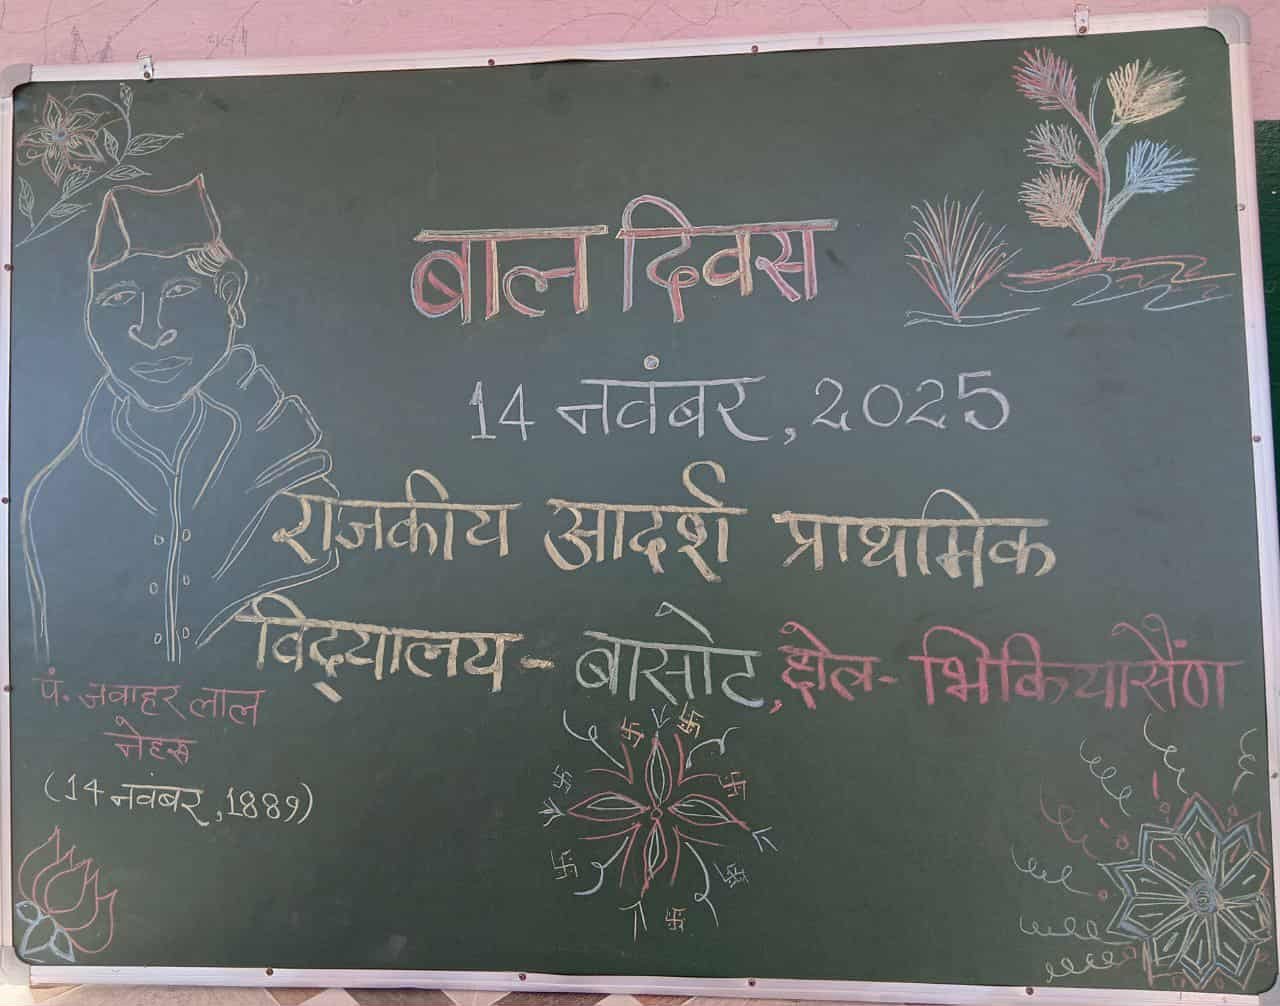 बाल दिवस
14 नवंबर, 2025
राजकीय आदर्श प्राथमिक
विद्यालय - बासोट, क्षेत्र - भिकियासैंण
पं. जवाहर लाल
नेहरू
(14 नवंबर, 1889)